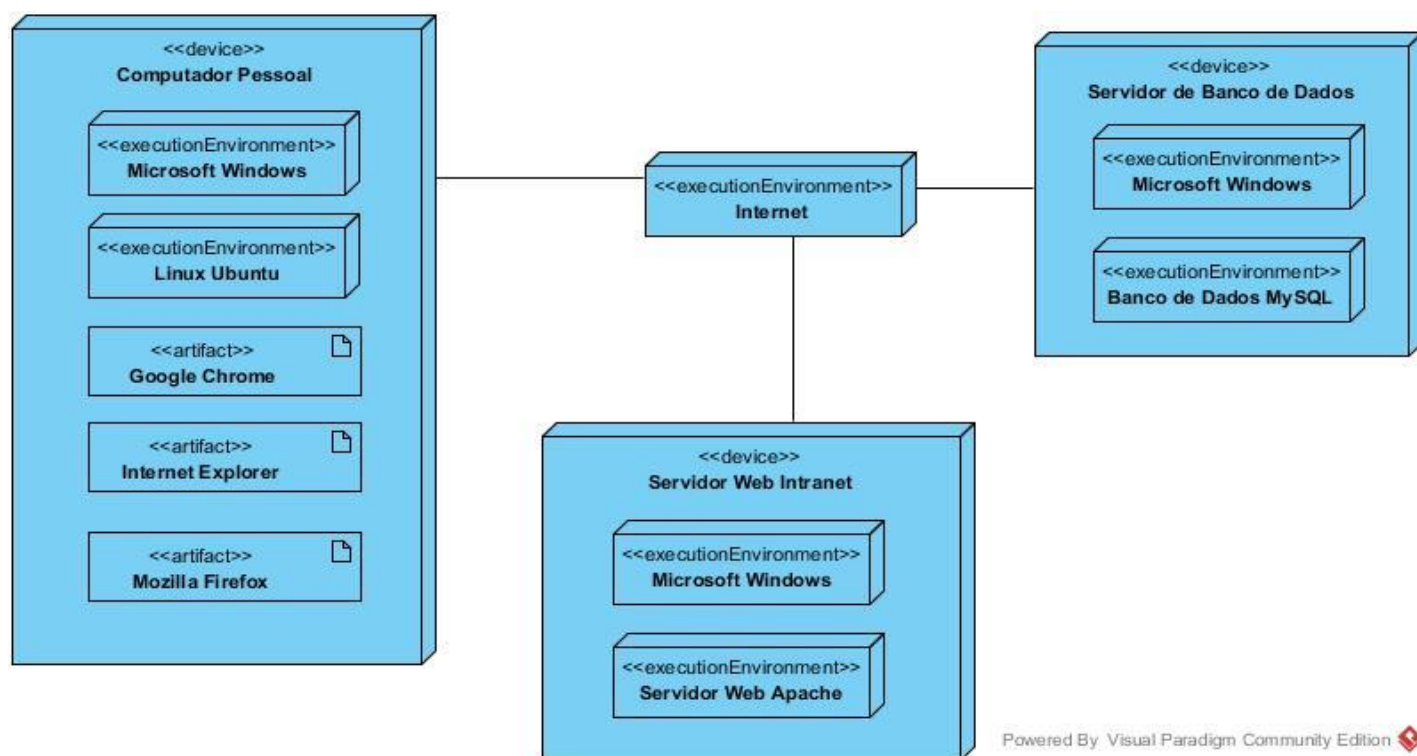 <<device>>
Computador Pessoal
<<executionEnvironment>>
Microsoft Windows
<<executionEnvironment>>
Linux Ubuntu
<<artifact>>
Google Chrome
<<artifact>>
Internet Explorer
<<artifact>>
Mozilla Firefox
<<executionEnvironment>>
Internet
<<device>>
Servidor de Banco de Dados
<<executionEnvironment>>
Microsoft Windows
<<executionEnvironment>>
Banco de Dados MySQL
<<device>>
Servidor Web Intranet
<<executionEnvironment>>
Microsoft Windows
<<executionEnvironment>>
Servidor Web Apache
Powered By Visual Paradigm Community Edition